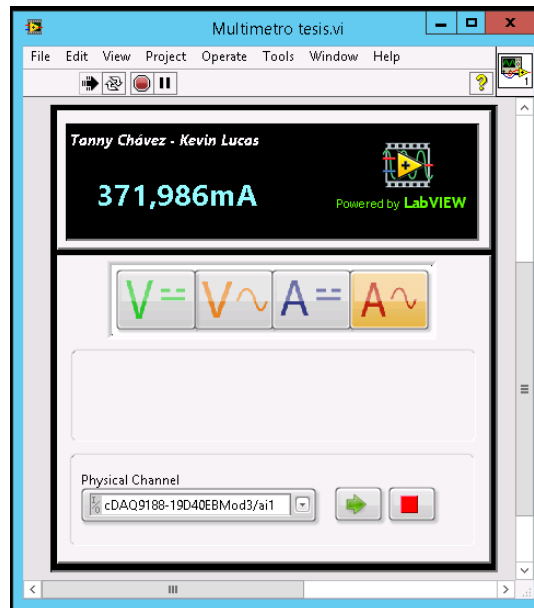 Multimetro tesis.vi
File Edit View Project Operate Tools Window Help
1
Tanny Chávez - Kevin Lucas
371,986mA
Powered by LabVIEW
V V A A
Physical Channel
I/O cDAQ9188-19D40EBMod3/ai1